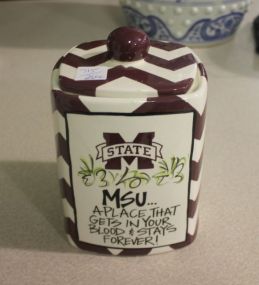 STATE
M
MSU...
A PLACE THAT
GETS IN YOUR
BLOOD & STAYS
FOREVER!